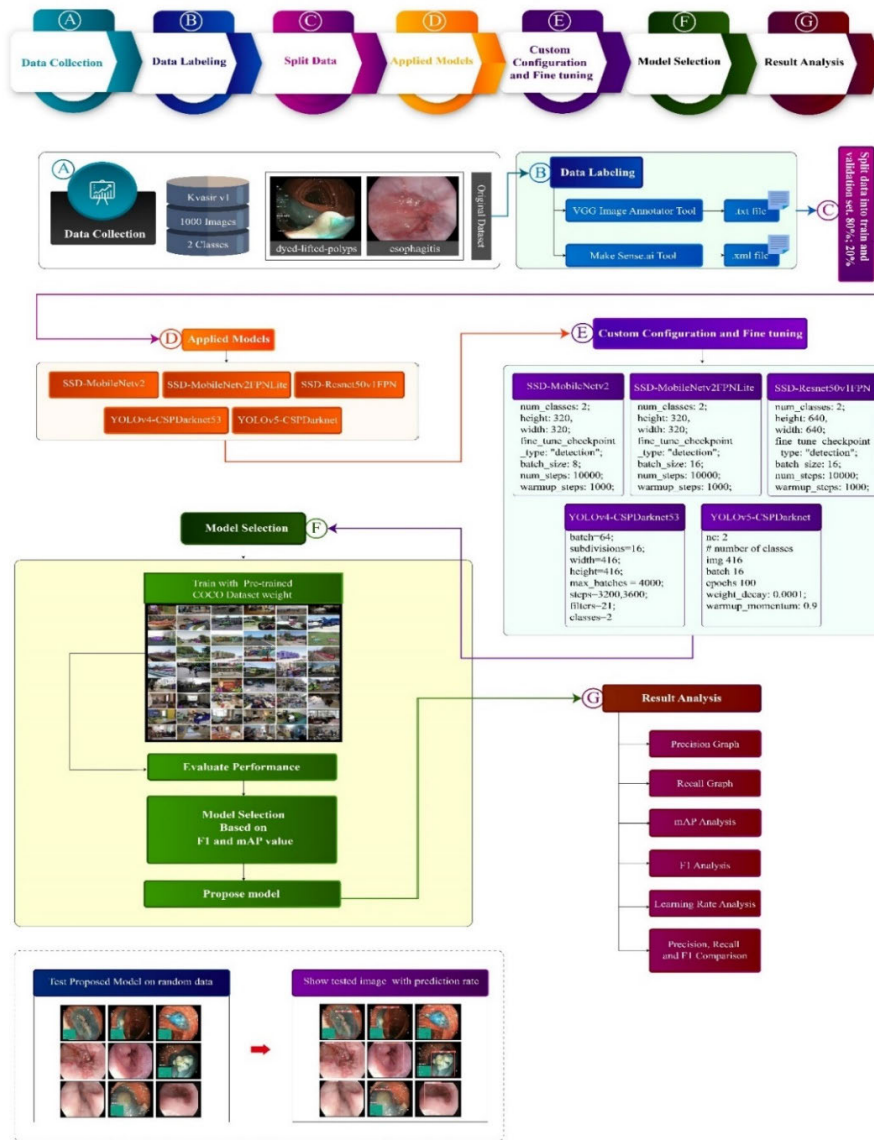 A
B
C
D
E
F
G
Data Collection
Data Labeling
Split Data
Applied Models
Custom
Configuration
and Fine tuning
Model Selection
Result Analysis
A
Data Collection
Kvasir v1
1000 Images
2 Classes
dyed-lifted-polyps
esophagitis
Original Dataset
B
Data Labeling
VGG Image Annotator Tool
.txt file
Make Sense.ai Tool
.xml file
C
Split data into train and
validation set. 80%; 20%
D
Applied Models
SSD-MobileNetv2
SSD-MobileNetv2FPNLite
SSD-Resnet50v1FPN
YOLOv4-CSPDarknet53
YOLOv5-CSPDarknet
E
Custom Configuration and Fine tuning
SSD-MobileNetv2
num_classes: 2;
height: 320,
width: 320;
fine_tune_checkpoint
_type: "detection";
batch_size: 8;
num_steps: 10000;
warmup_steps: 1000;
SSD-MobileNetv2FPNLite
num_classes: 2;
height: 320,
width: 320;
fine_tune_checkpoint
_type: "detection";
batch_size: 16;
num_steps: 10000;
warmup_steps: 1000;
SSD-Resnet50v1FPN
num_classes: 2;
height: 640,
width: 640;
fine_tune_checkpoint
_type: "detection";
batch_size: 16;
num_steps: 10000;
warmup_steps: 1000;
YOLOv4-CSPDarknet53
batch=64;
subdivisions=16;
width=416;
height=416;
max_batches = 4000;
steps=3200,3600;
filters=21;
classes=2
YOLOv5-CSPDarknet
nc: 2
# number of classes
img 416
batch 16
epochs 100
weight_decay: 0.0001;
warmup_momentum: 0.9
Model Selection
F
Train with Pre-trained
COCO Dataset weight
Evaluate Performance
Model Selection
Based on
F1 and mAP value
Propose model
G
Result Analysis
Precision Graph
Recall Graph
mAP Analysis
F1 Analysis
Learning Rate Analysis
Precision, Recall
and F1 Comparison
Test Proposed Model on random data
Show tested image with prediction rate